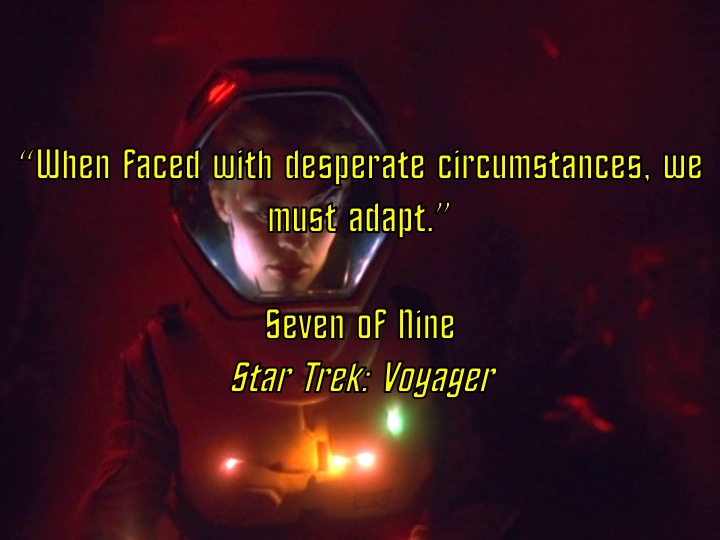 “When faced with desperate circumstances, we
must adapt.”
Seven of Nine
Star Trek: Voyager